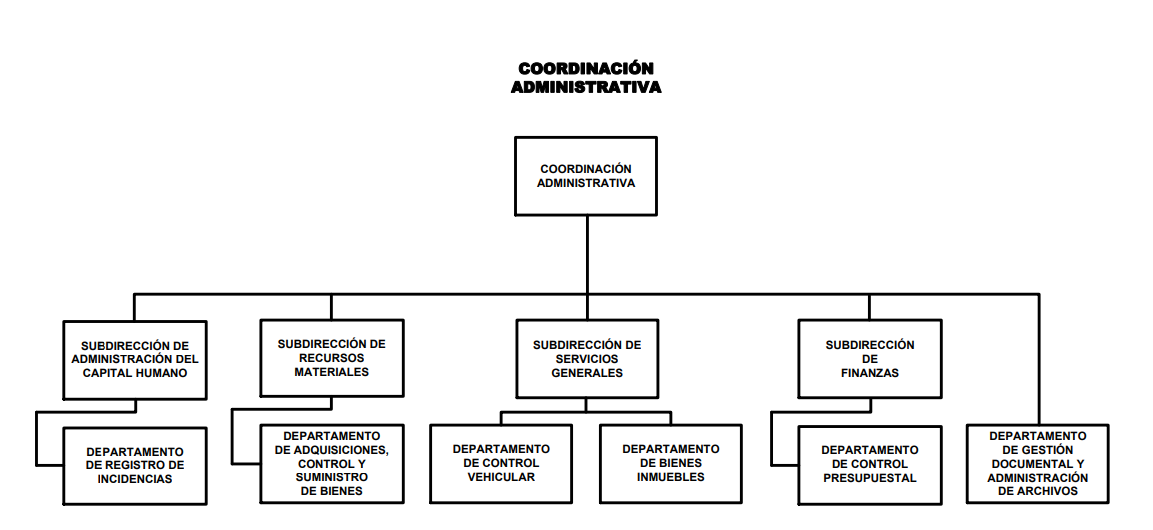 COORDINACIÓN
ADMINISTRATIVA
COORDINACIÓN
ADMINISTRATIVA
SUBDIRECCIÓN DE
ADMINISTRACIÓN DEL
CAPITAL HUMANO
SUBDIRECCIÓN DE
RECURSOS
MATERIALES
SUBDIRECCIÓN DE
SERVICIOS
GENERALES
SUBDIRECCIÓN
DE
FINANZAS
DEPARTAMENTO
DE REGISTRO DE
INCIDENCIAS
DEPARTAMENTO
DE ADQUISICIONES,
CONTROL Y
SUMINISTRO
DE BIENES
DEPARTAMENTO
DE CONTROL
VEHICULAR
DEPARTAMENTO
DE BIENES
INMUEBLES
DEPARTAMENTO
DE CONTROL
PRESUPUESTAL
DEPARTAMENTO
DE GESTIÓN
DOCUMENTAL Y
ADMINISTRACIÓN
DE ARCHIVOS